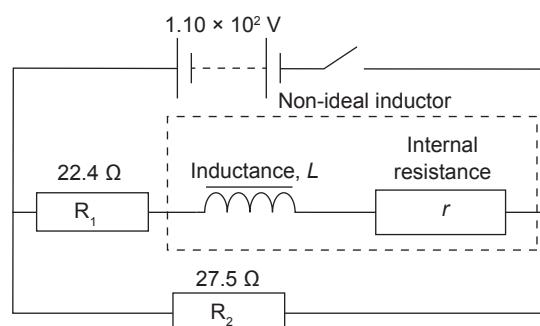 1.10 × 10² V
Non-ideal inductor
Internal
resistance
22.4 Ω
Inductance, L
R₁
r
27.5 Ω
R₂